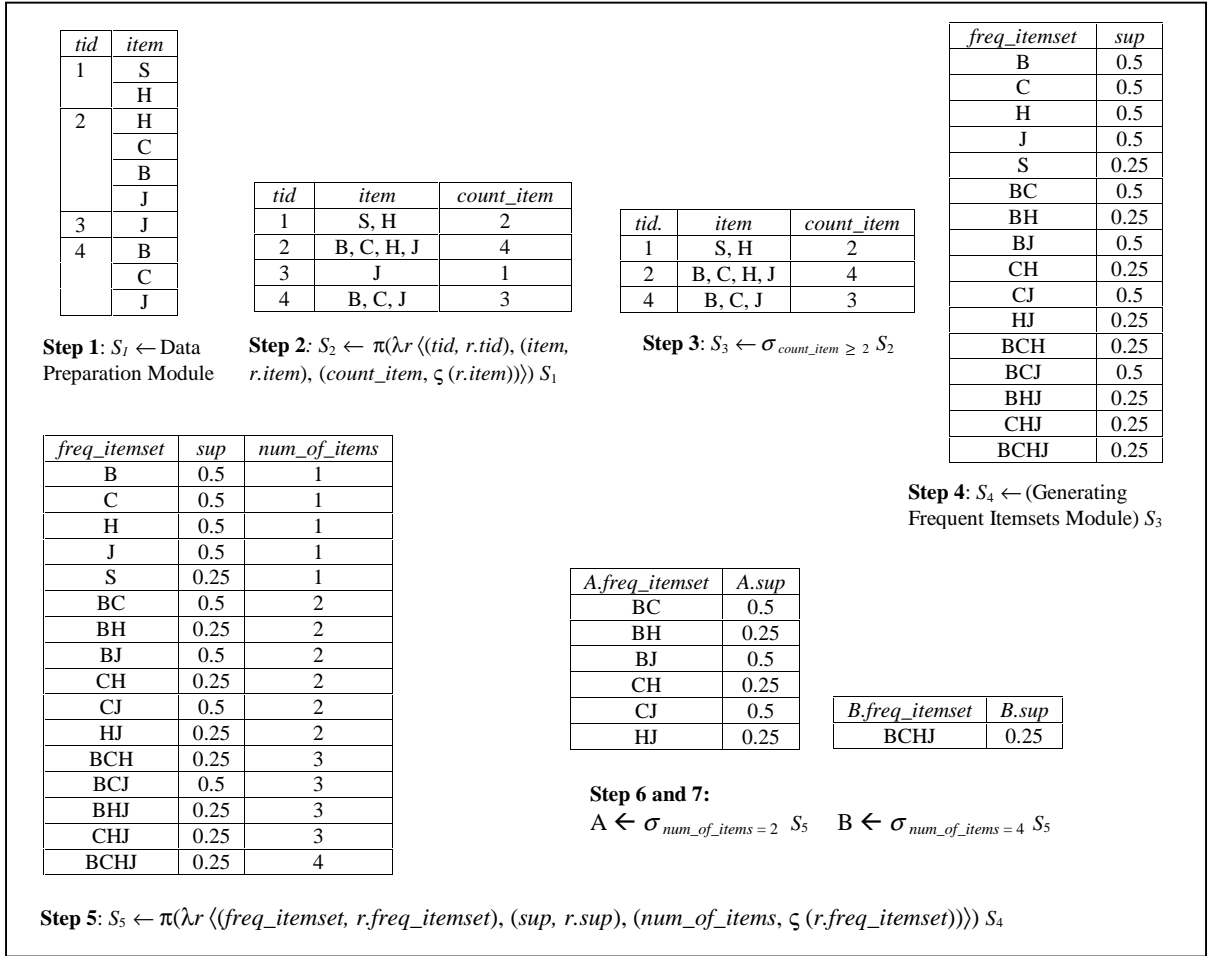 tid item
1 S
H
2 H
C
B
J
3 J
4 B
C
J
Step 1: S₁ ← Data
Preparation Module
tid item count_item
1 S, H 2
2 B, C, H, J 4
3 J 1
4 B, C, J 3
Step 2: S₂ ← π(λr ⟨(tid, r.tid), (item,
r.item), (count_item, ς (r.item))⟩) S₁
tid. item count_item
1 S, H 2
2 B, C, H, J 4
4 B, C, J 3
Step 3: S₃ ← σ count_item ≥ 2 S₂
freq_itemset sup
B 0.5
C 0.5
H 0.5
J 0.5
S 0.25
BC 0.5
BH 0.25
BJ 0.5
CH 0.25
CJ 0.5
HJ 0.25
BCH 0.25
BCJ 0.5
BHJ 0.25
CHJ 0.25
BCHJ 0.25
Step 4: S₄ ← (Generating
Frequent Itemsets Module) S₃
freq_itemset sup num_of_items
B 0.5 1
C 0.5 1
H 0.5 1
J 0.5 1
S 0.25 1
BC 0.5 2
BH 0.25 2
BJ 0.5 2
CH 0.25 2
CJ 0.5 2
HJ 0.25 2
BCH 0.25 3
BCJ 0.5 3
BHJ 0.25 3
CHJ 0.25 3
BCHJ 0.25 4
A.freq_itemset A.sup
BC 0.5
BH 0.25
BJ 0.5
CH 0.25
CJ 0.5
HJ 0.25
B.freq_itemset B.sup
BCHJ 0.25
Step 6 and 7:
A ← σ num_of_items = 2 S₅ B ← σ num_of_items = 4 S₅
Step 5: S₅ ← π(λr ⟨(freq_itemset, r.freq_itemset), (sup, r.sup), (num_of_items, ς (r.freq_itemset))⟩) S₄